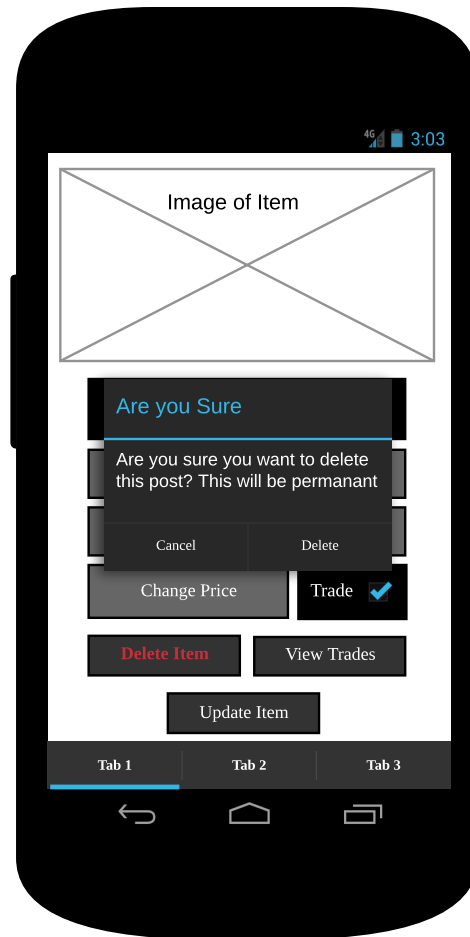 4G 3:03
Image of Item
Are you Sure
Are you sure you want to delete
this post? This will be permanant
Cancel Delete
Change Price Trade
Delete Item View Trades
Update Item
Tab 1 Tab 2 Tab 3